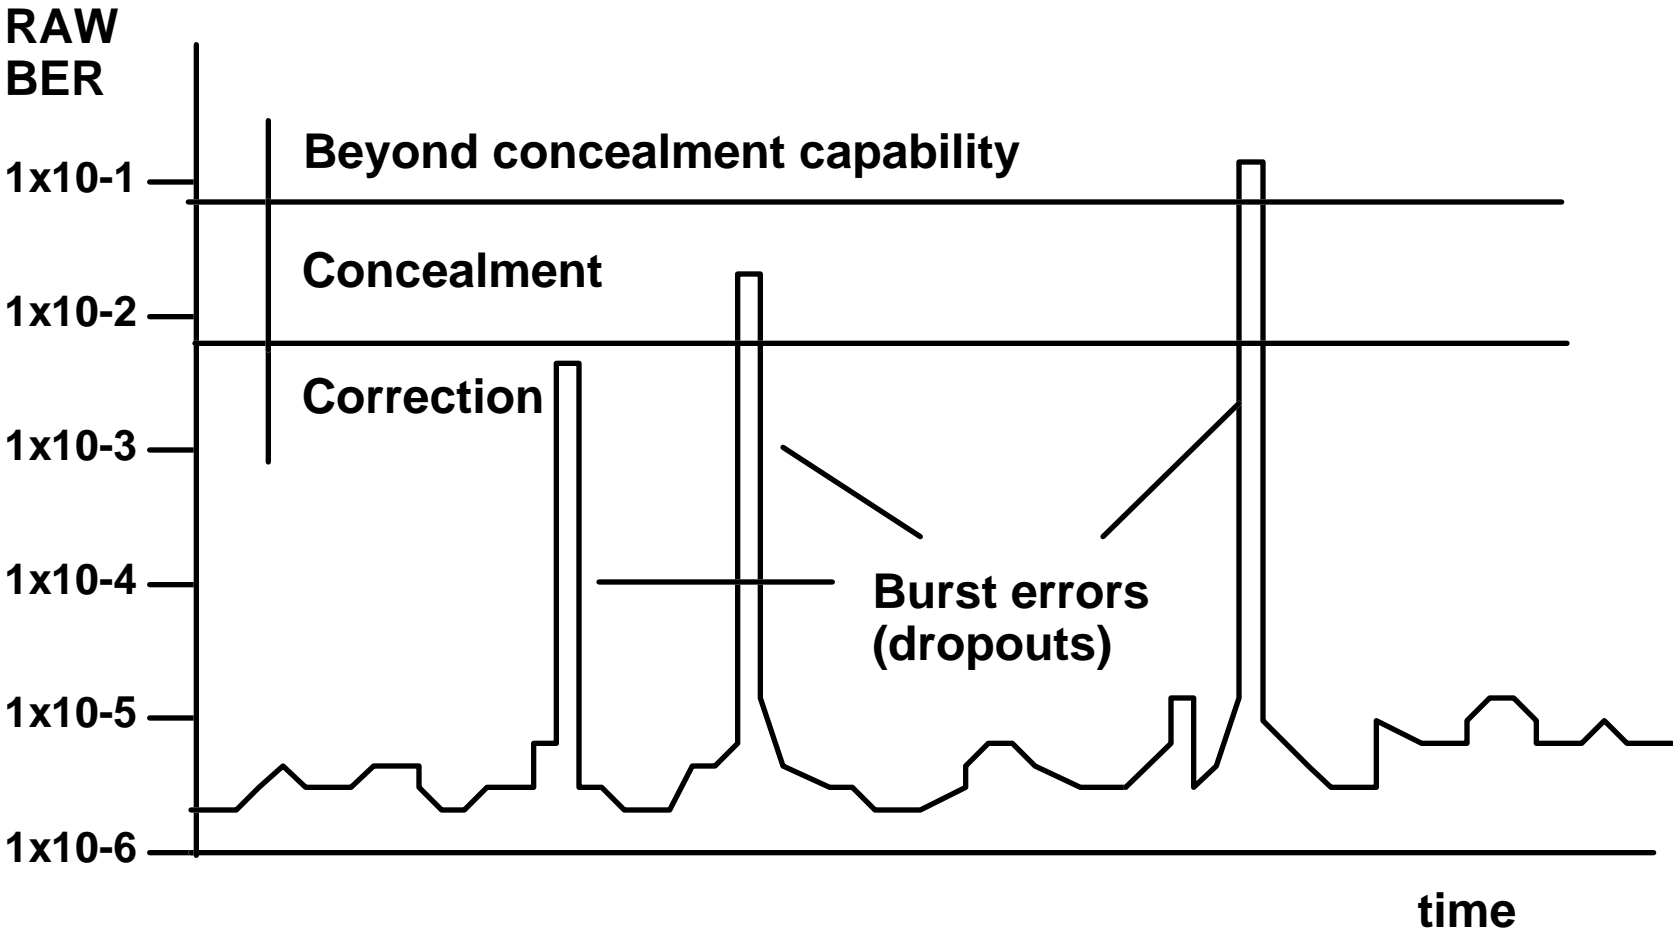 RAW
BER
1x10-1
Beyond concealment capability
Concealment
1x10-2
Correction
1x10-3
1x10-4
Burst errors
(dropouts)
1x10-5
1x10-6
time